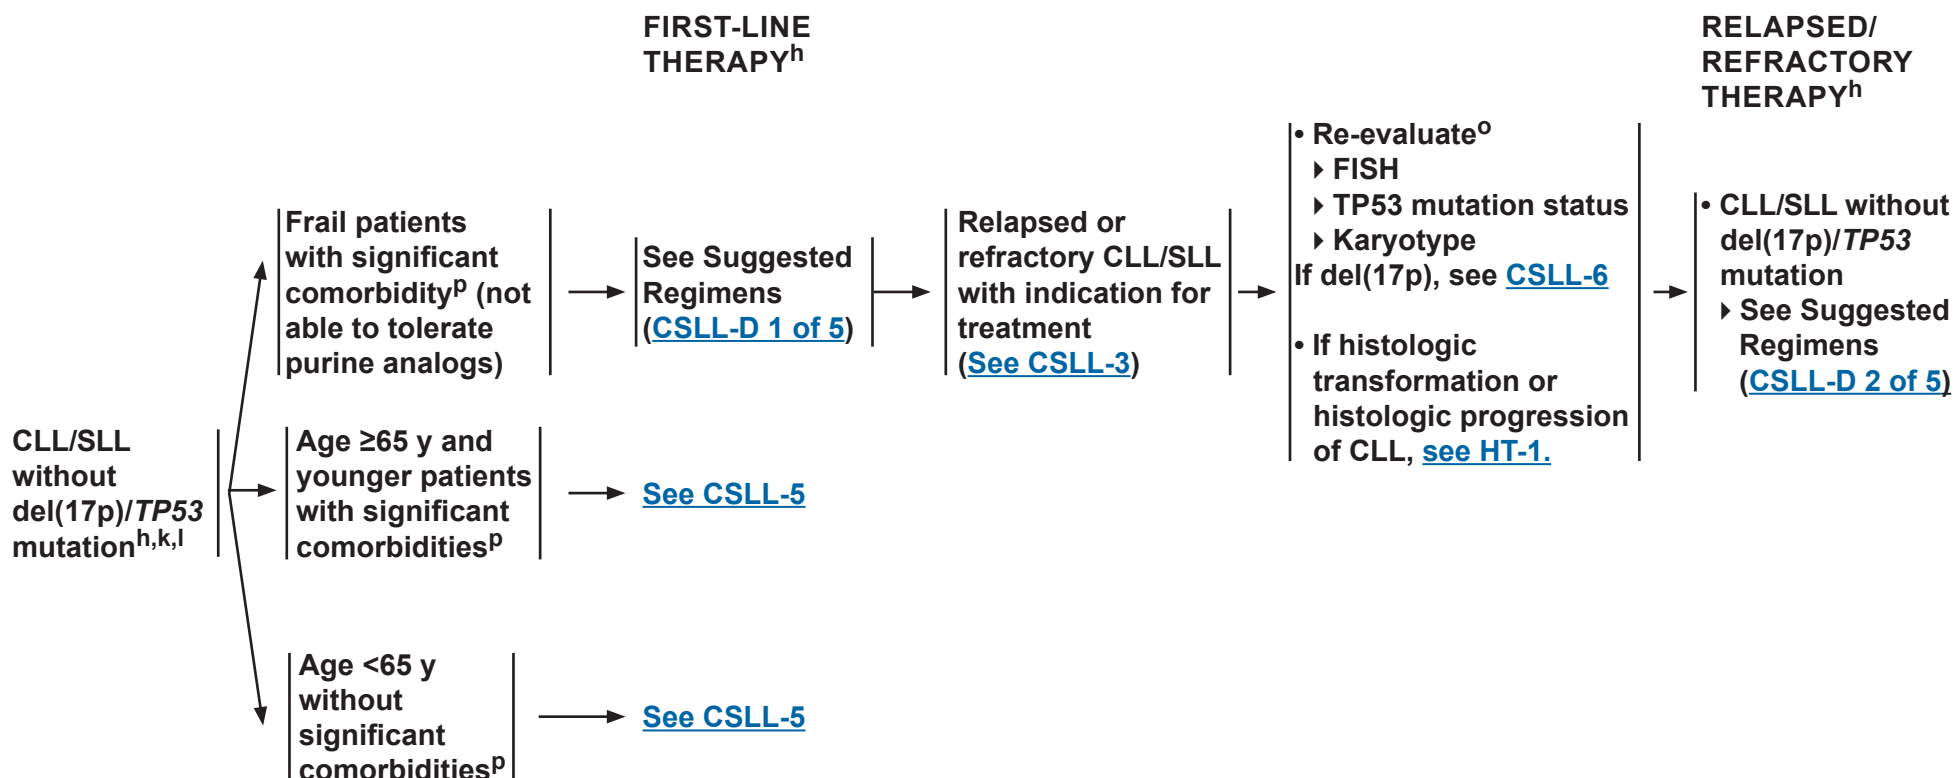 FIRST-LINE
THERAPYh
RELAPSED/
REFRACTORY
THERAPYh
CLL/SLL
without
del(17p)/TP53
mutationh,k,l
Frail patients
with significant
comorbidityp (not
able to tolerate
purine analogs)
See Suggested
Regimens
(CSLL-D 1 of 5)
Relapsed or
refractory CLL/SLL
with indication for
treatment
(See CSLL-3)
• Re-evaluateo
FISH
TP53 mutation status
Karyotype
If del(17p), see CSLL-6
• If histologic
transformation or
histologic progression
of CLL, see HT-1.
• CLL/SLL without
del(17p)/TP53
mutation
See Suggested
Regimens
(CSLL-D 2 of 5)
Age ≥65 y and
younger patients
with significant
comorbiditiesp
See CSLL-5
Age <65 y
without
significant
comorbiditiesp
See CSLL-5